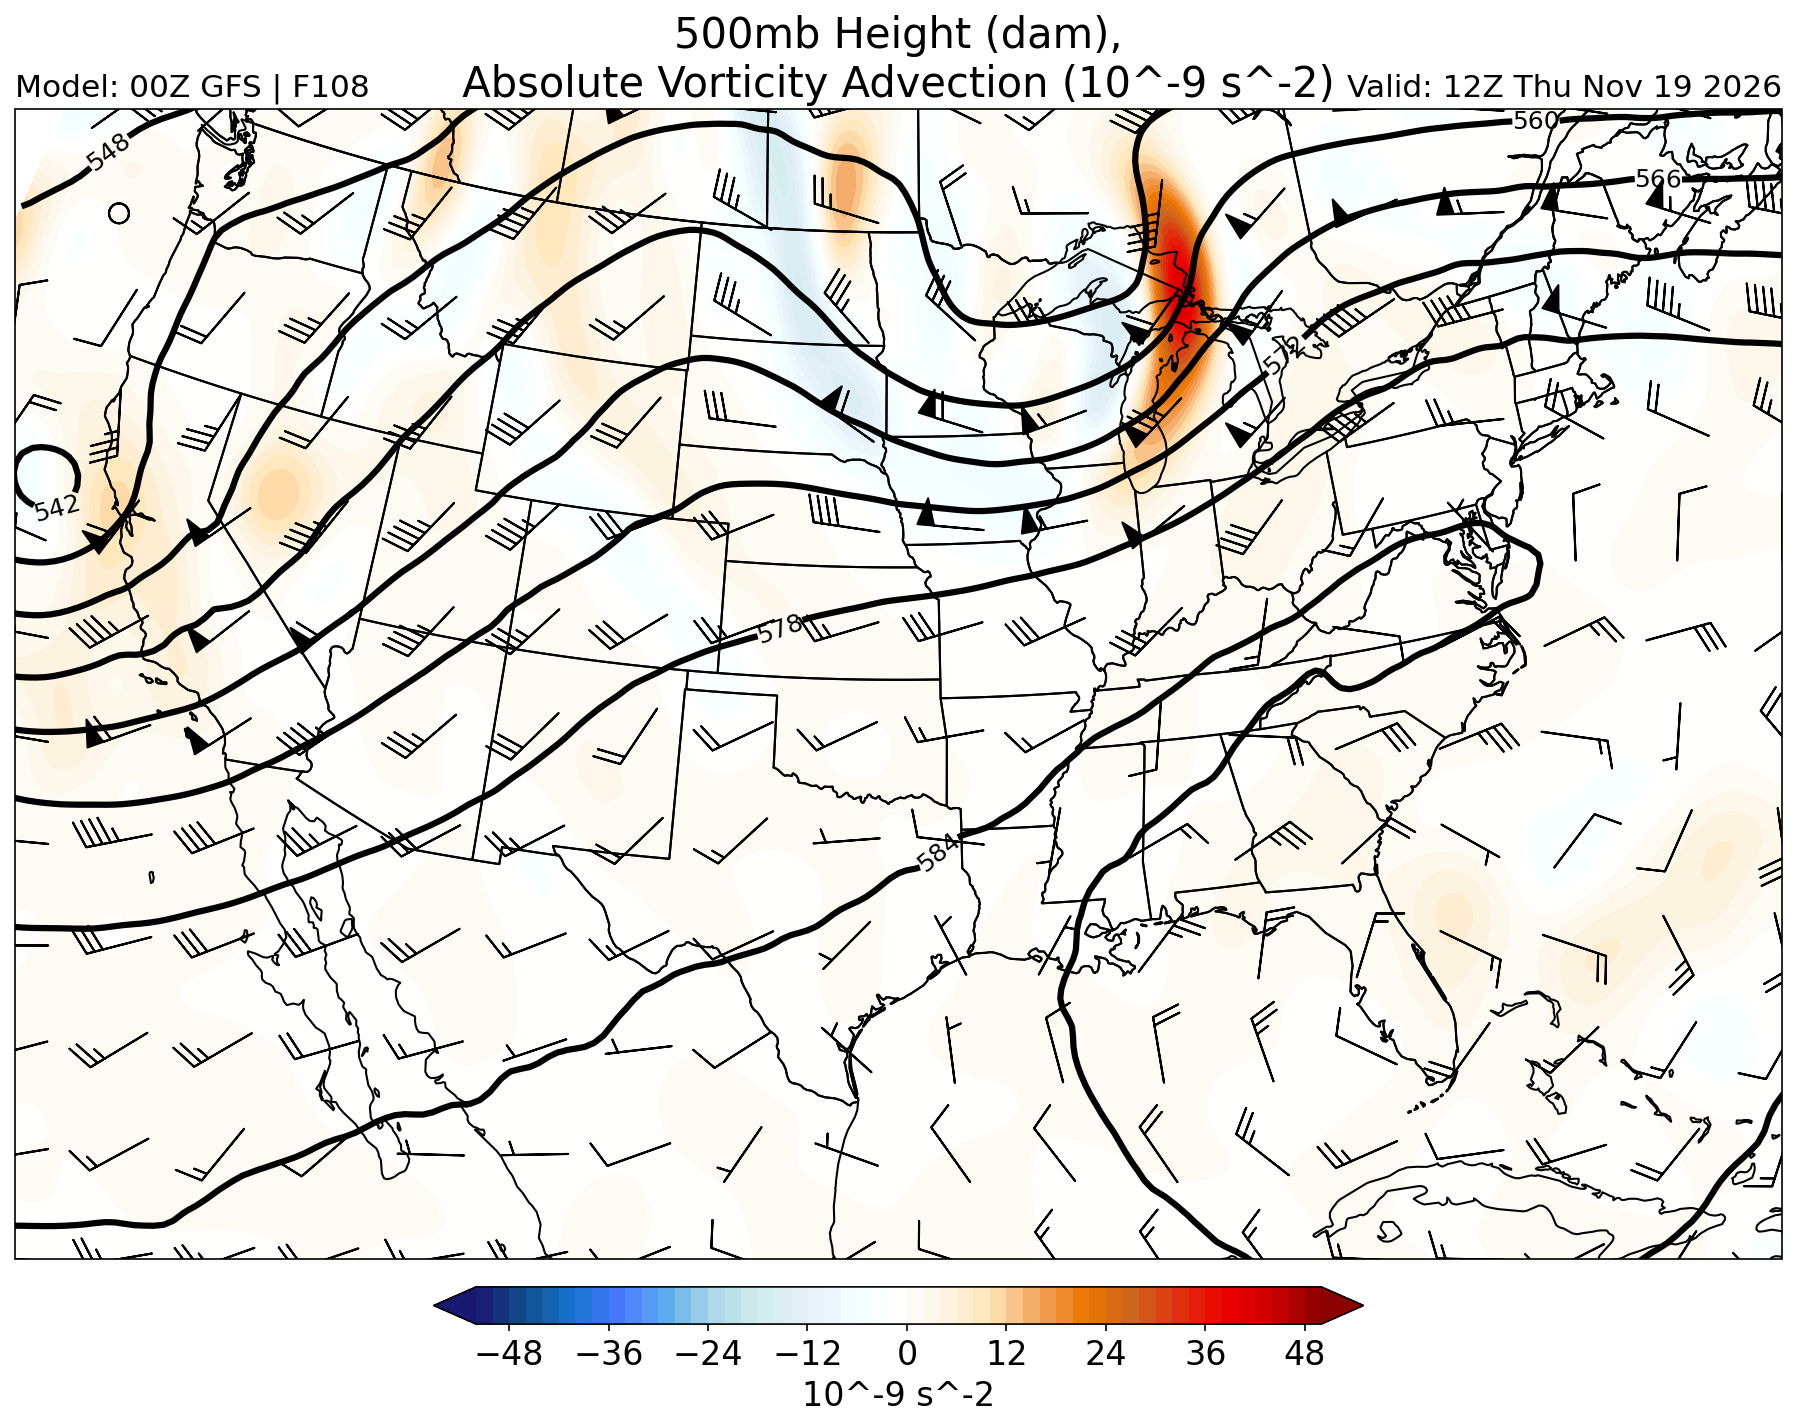 500mb Height (dam),
Model: 00Z GFS | F108
Absolute Vorticity Advection (10^-9 s^-2)
Valid: 12Z Thu Nov 19 2026
560
548
566
572
542
578
584
−48 −36 −24 −12 0 12 24 36 48
10^-9 s^-2